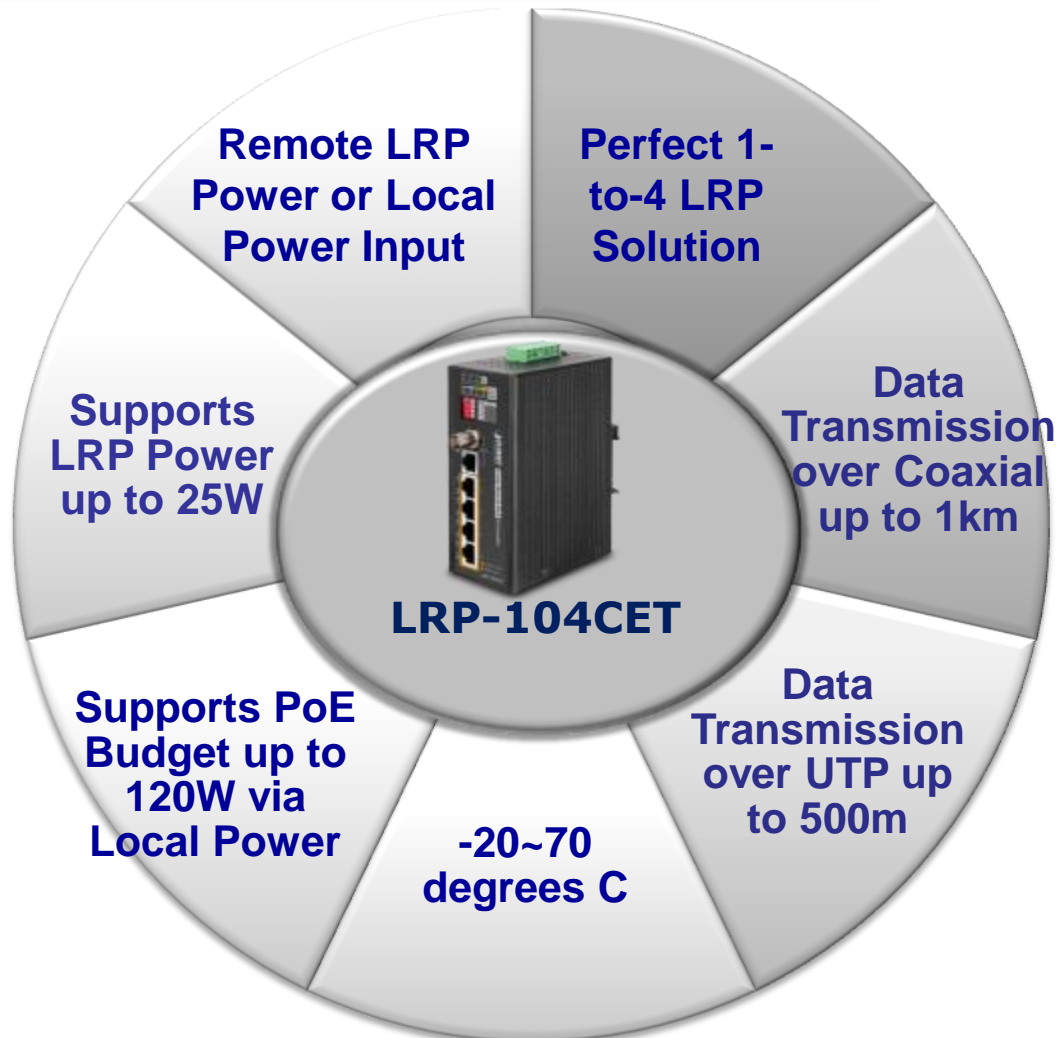 Remote LRP
Power or Local
Power Input
Perfect 1-
to-4 LRP
Solution
Data
Transmission
over Coaxial
up to 1km
Data
Transmission
over UTP up
to 500m
-20~70
degrees C
Supports PoE
Budget up to
120W via
Local Power
Supports
LRP Power
up to 25W
LRP-104CET